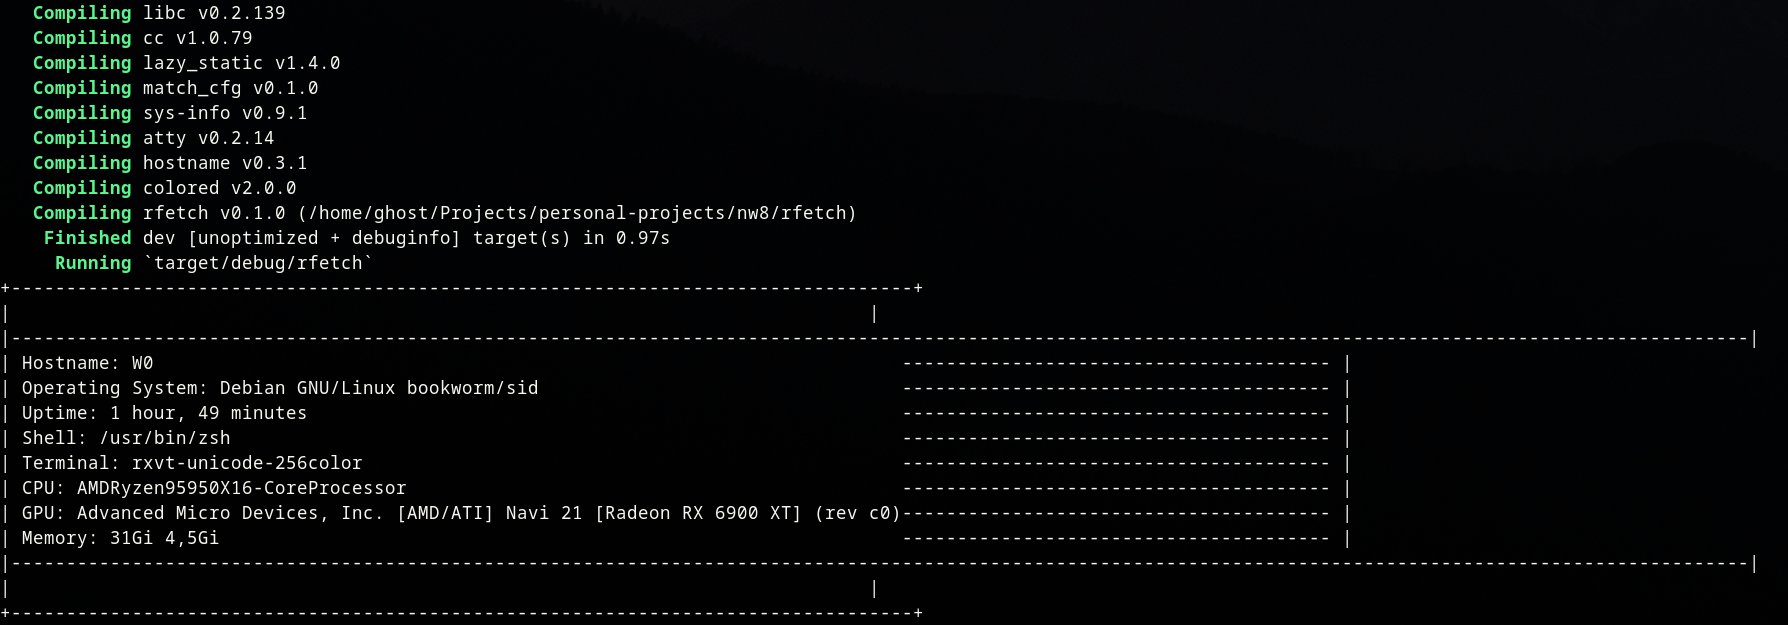 Compiling libc v0.2.139
Compiling cc v1.0.79
Compiling lazy_static v1.4.0
Compiling match_cfg v0.1.0
Compiling sys-info v0.9.1
Compiling atty v0.2.14
Compiling hostname v0.3.1
Compiling colored v2.0.0
Compiling rfetch v0.1.0 (/home/ghost/Projects/personal-projects/nw8/rfetch)
Finished dev [unoptimized + debuginfo] target(s) in 0.97s
Running `target/debug/rfetch`
+----------------------------------------------------------------------------------+
|                                                                              |
|--------------------------------------------------------------------------------------------------------------------------------------------------------------|
| Hostname: W0                                                                    --------------------------------------- |
| Operating System: Debian GNU/Linux bookworm/sid                                 --------------------------------------- |
| Uptime: 1 hour, 49 minutes                                                      --------------------------------------- |
| Shell: /usr/bin/zsh                                                             --------------------------------------- |
| Terminal: rxvt-unicode-256color                                                 --------------------------------------- |
| CPU: AMDRyzen95950X16-CoreProcessor                                             --------------------------------------- |
| GPU: Advanced Micro Devices, Inc. [AMD/ATI] Navi 21 [Radeon RX 6900 XT] (rev c0)--------------------------------------- |
| Memory: 31Gi 4,5Gi                                                              --------------------------------------- |
|--------------------------------------------------------------------------------------------------------------------------------------------------------------|
|                                                                              |
+----------------------------------------------------------------------------------+